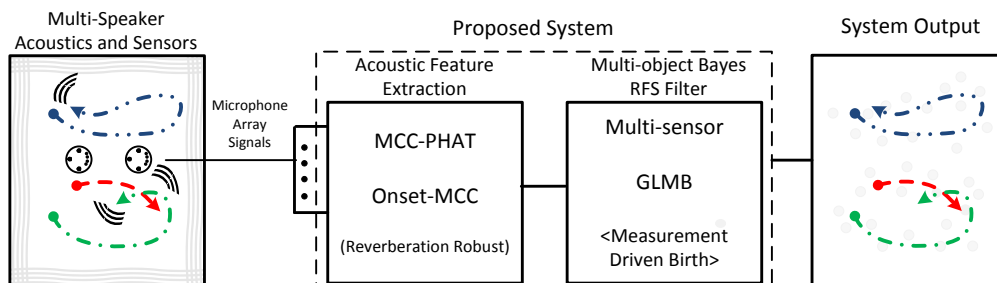 Multi-Speaker
Acoustics and Sensors
Microphone
Array
Signals
Proposed System
Acoustic Feature
Extraction
MCC-PHAT
Onset-MCC
(Reverberation Robust)
Multi-object Bayes
RFS Filter
Multi-sensor
GLMB
<Measurement
Driven Birth>
System Output